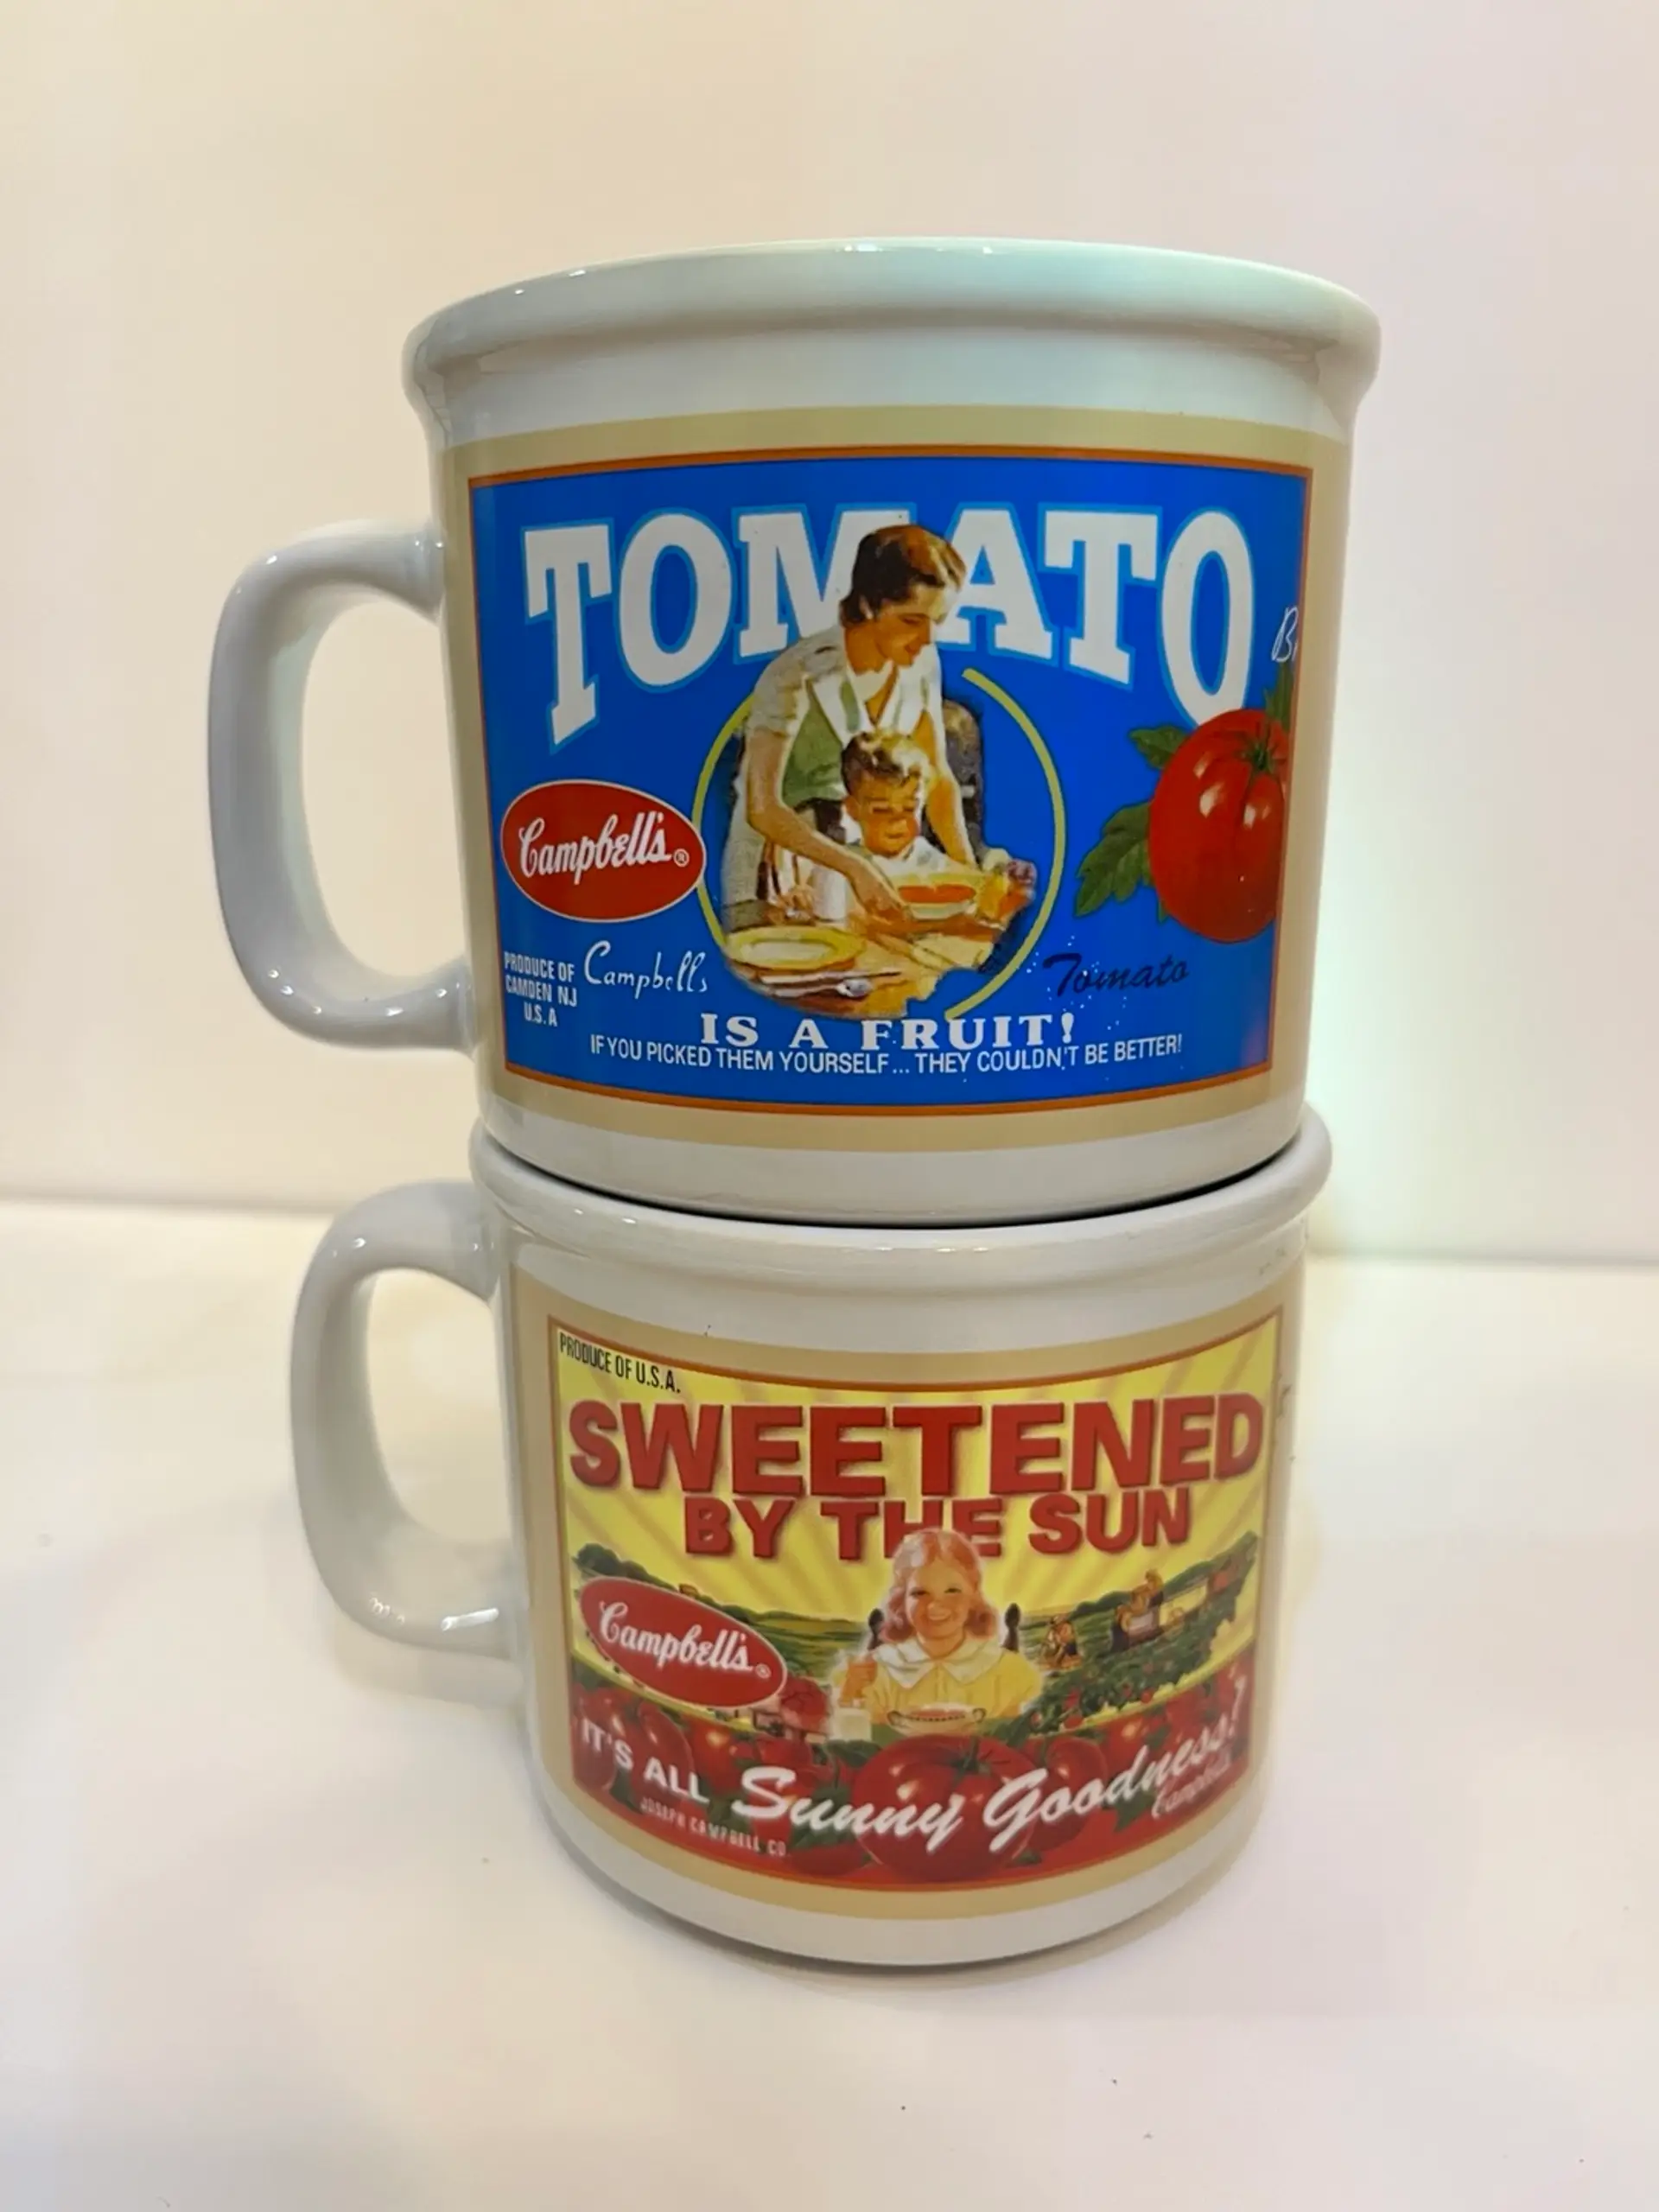 TOMATO
Campbell's®
PRODUCE OF
CAMDEN NJ
U.S.A
Campbells
Tomato
IS A FRUIT!
IF YOU PICKED THEM YOURSELF... THEY COULDN'T BE BETTER!
PRODUCE OF U.S.A.
SWEETENED
BY THE SUN
Campbell's®
IT'S ALL Sunny Goodness!
Campbell's
JOSEPH CAMPBELL CO.